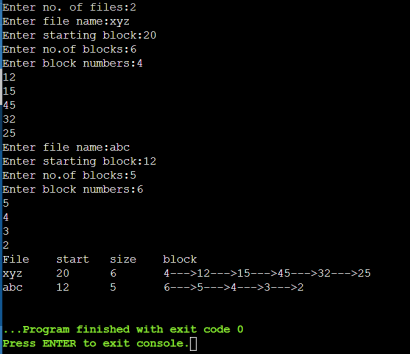 Enter no. of files:2
Enter file name:xyz
Enter starting block:20
Enter no.of blocks:6
Enter block numbers:4
12
15
45
32
25
Enter file name:abc
Enter starting block:12
Enter no.of blocks:5
Enter block numbers:6
5
4
3
2
File start size block
xyz 20 6 4--->12--->15--->45--->32--->25
abc 12 5 6--->5--->4--->3--->2
...Program finished with exit code 0
Press ENTER to exit console.